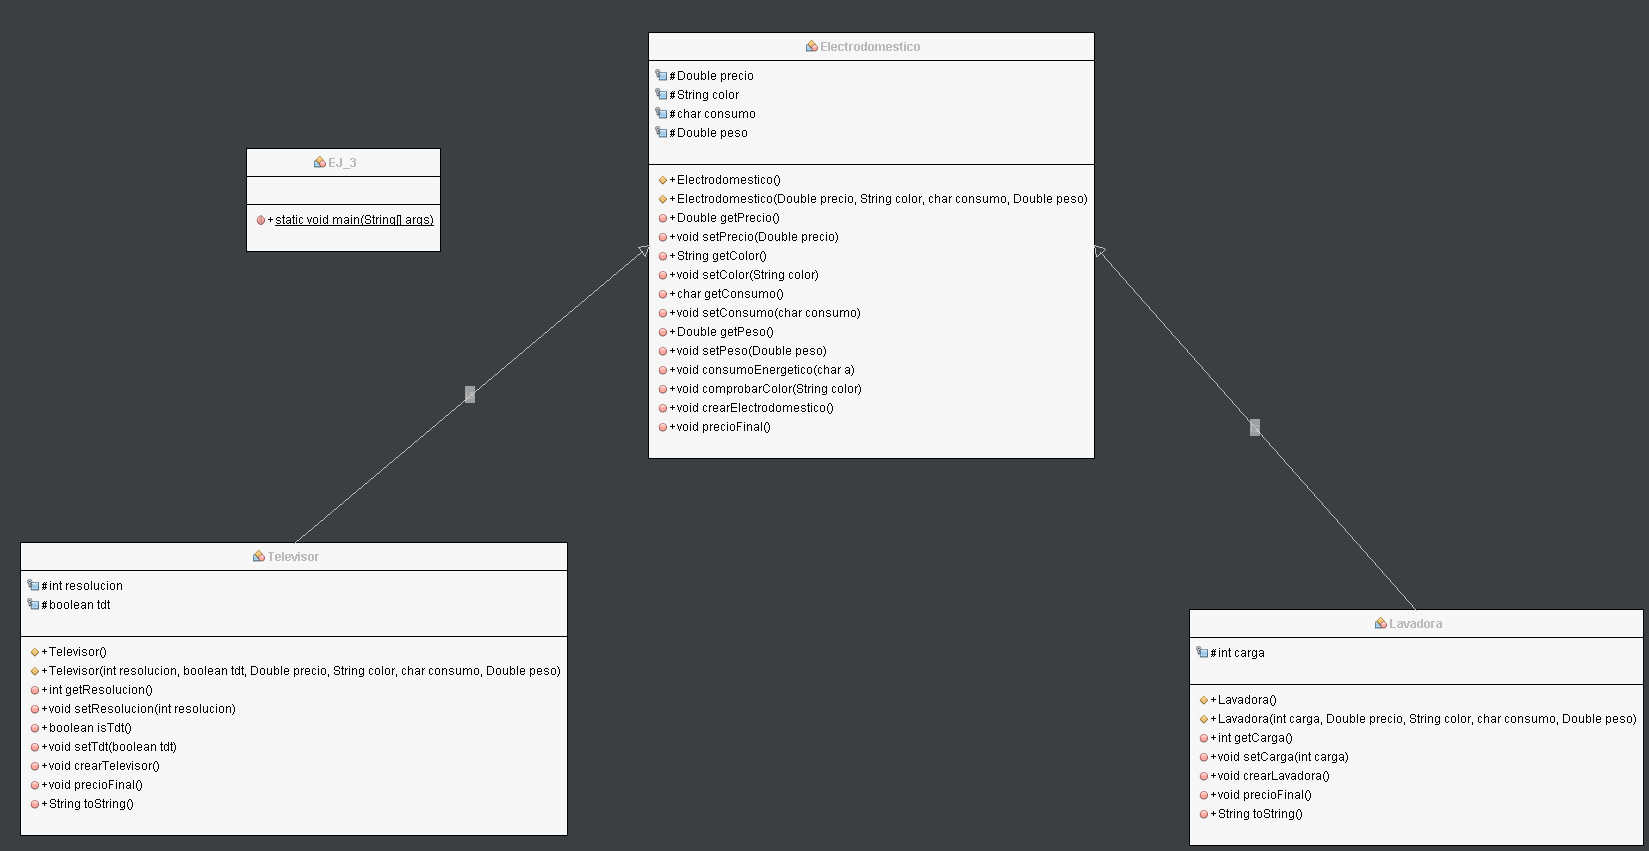 Electrodomestico
#Double precio
#String color
#char consumo
#Double peso
+Electrodomestico()
+Electrodomestico(Double precio, String color, char consumo, Double peso)
+Double getPrecio()
+void setPrecio(Double precio)
+String getColor()
+void setColor(String color)
+char getConsumo()
+void setConsumo(char consumo)
+Double getPeso()
+void setPeso(Double peso)
+void consumoEnergetico(char a)
+void comprobarColor(String color)
+void crearElectrodomestico()
+void precioFinal()
EJ_3
+static void main(String[] args)
Televisor
#int resolucion
#boolean tdt
+Televisor()
+Televisor(int resolucion, boolean tdt, Double precio, String color, char consumo, Double peso)
+int getResolucion()
+void setResolucion(int resolucion)
+boolean isTdt()
+void setTdt(boolean tdt)
+void crearTelevisor()
+void precioFinal()
+String toString()
Lavadora
#int carga
+Lavadora()
+Lavadora(int carga, Double precio, String color, char consumo, Double peso)
+int getCarga()
+void setCarga(int carga)
+void crearLavadora()
+void precioFinal()
+String toString()